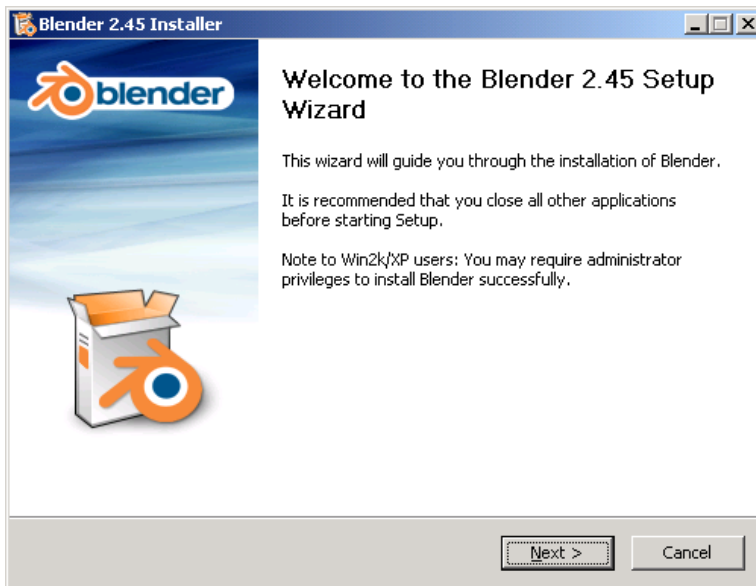 Blender 2.45 Installer
blender
Welcome to the Blender 2.45 Setup
Wizard
This wizard will guide you through the installation of Blender.
It is recommended that you close all other applications
before starting Setup.
Note to Win2k/XP users: You may require administrator
privileges to install Blender successfully.
Next >
Cancel